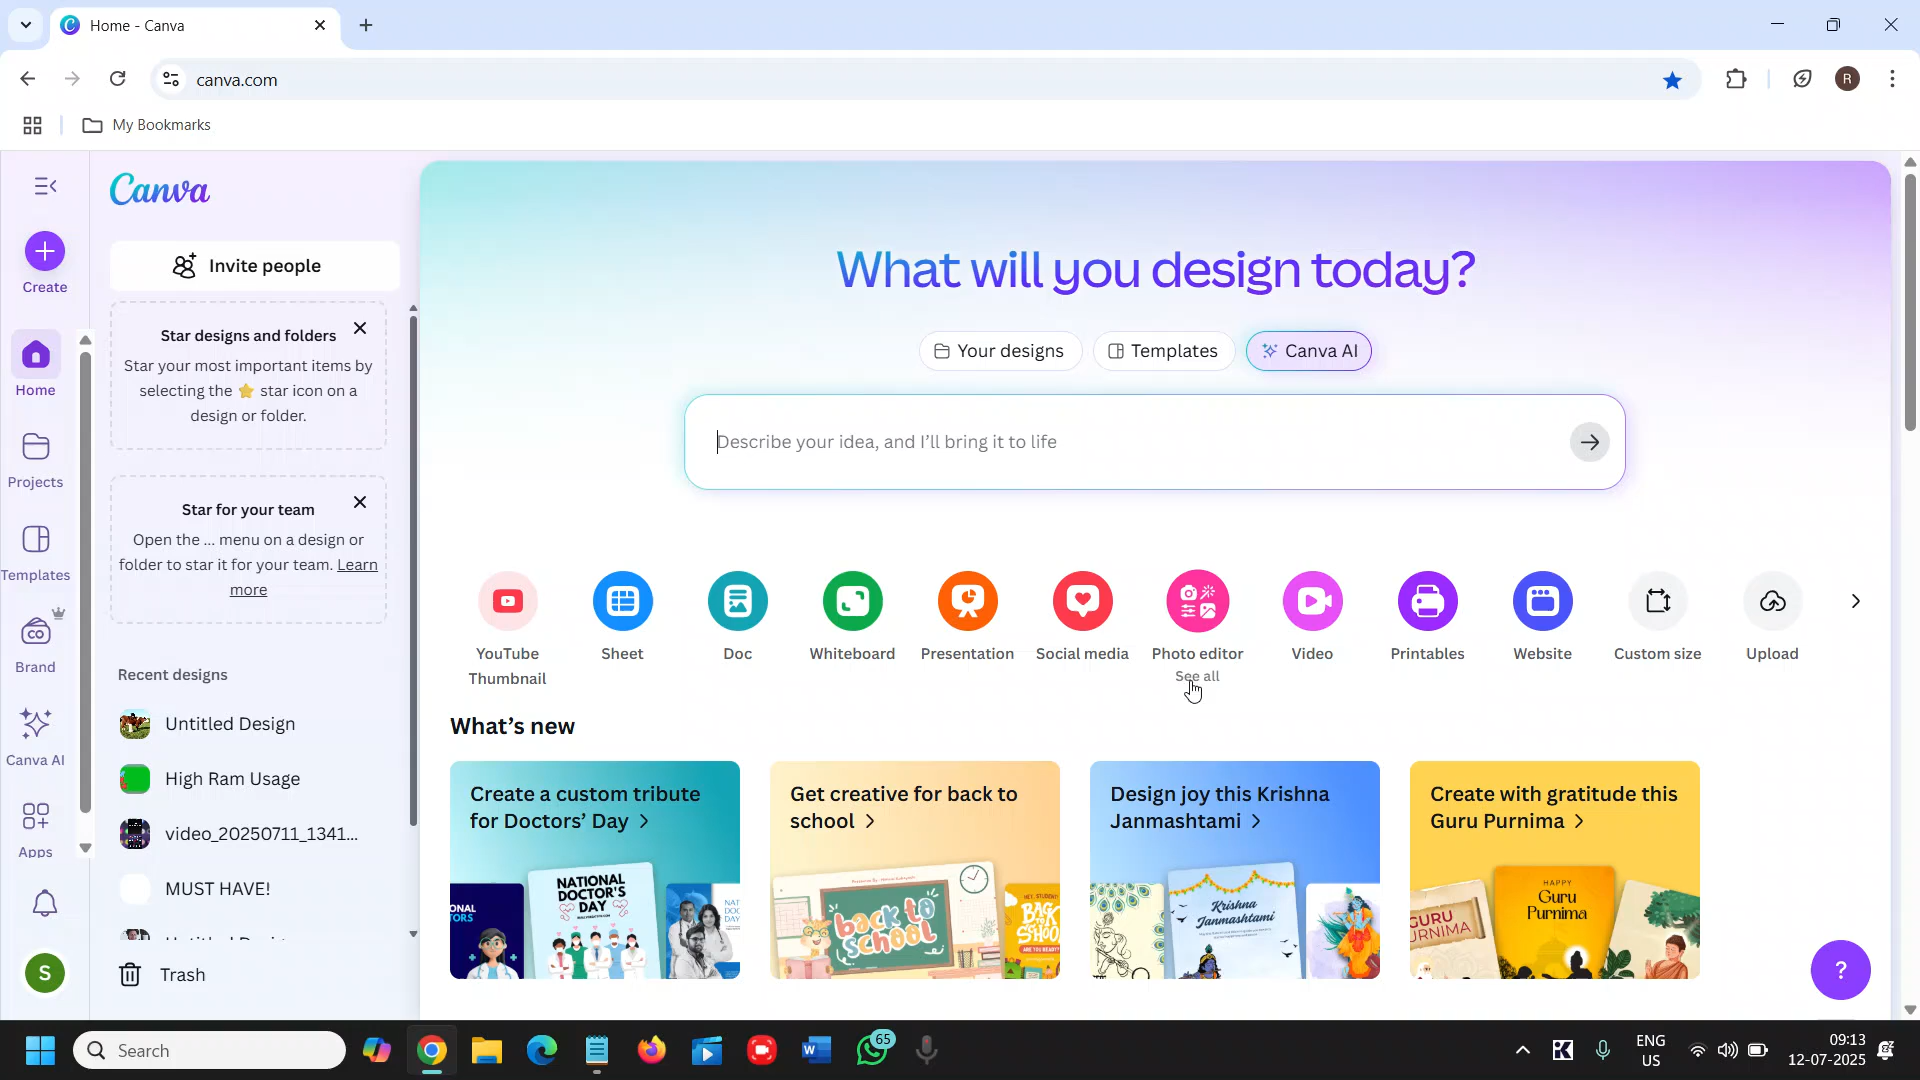 Home - Canva
canva.com
My Bookmarks
Canva
Invite people
Create
Star designs and folders
Star your most important items by
selecting the ⭐ star icon on a
design or folder.
Home
Projects
Star for your team
Open the ... menu on a design or
folder to star it for your team. Learn
more
Templates
Brand
Recent designs
Untitled Design
Canva AI
High Ram Usage
video_20250711_1341...
Apps
MUST HAVE!
S
Trash
What will you design today?
Your designs
Templates
Canva AI
Describe your idea, and I'll bring it to life
YouTube
Thumbnail
Sheet
Doc
Whiteboard
Presentation
Social media
Photo editor
See all
Video
Printables
Website
Custom size
Upload
What's new
Create a custom tribute
for Doctors' Day >
NATIONAL
DOCTOR'S
DAY
Get creative for back to
school >
back to
school
Design joy this Krishna
Janmashtami >
Krishna
Janmashtami
Create with gratitude this
Guru Purnima >
HAPPY
Guru
Purnima
?
R
Search
65
ENG
US
09:13
12-07-2025